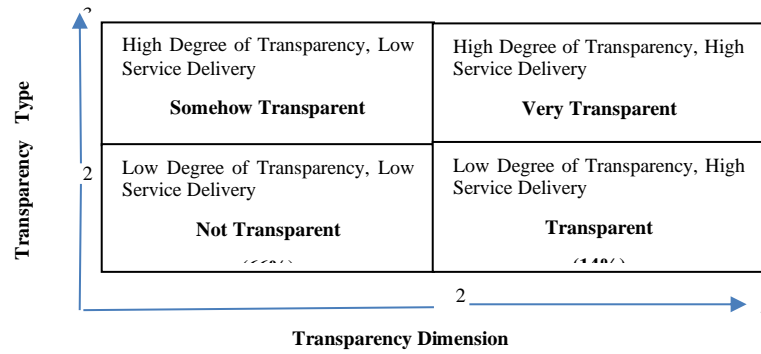 High Degree of Transparency, Low
Service Delivery
Somehow Transparent
High Degree of Transparency, High
Service Delivery
Very Transparent
Transparency Type
2
Low Degree of Transparency, Low
Service Delivery
Not Transparent
Low Degree of Transparency, High
Service Delivery
Transparent
2
Transparency Dimension